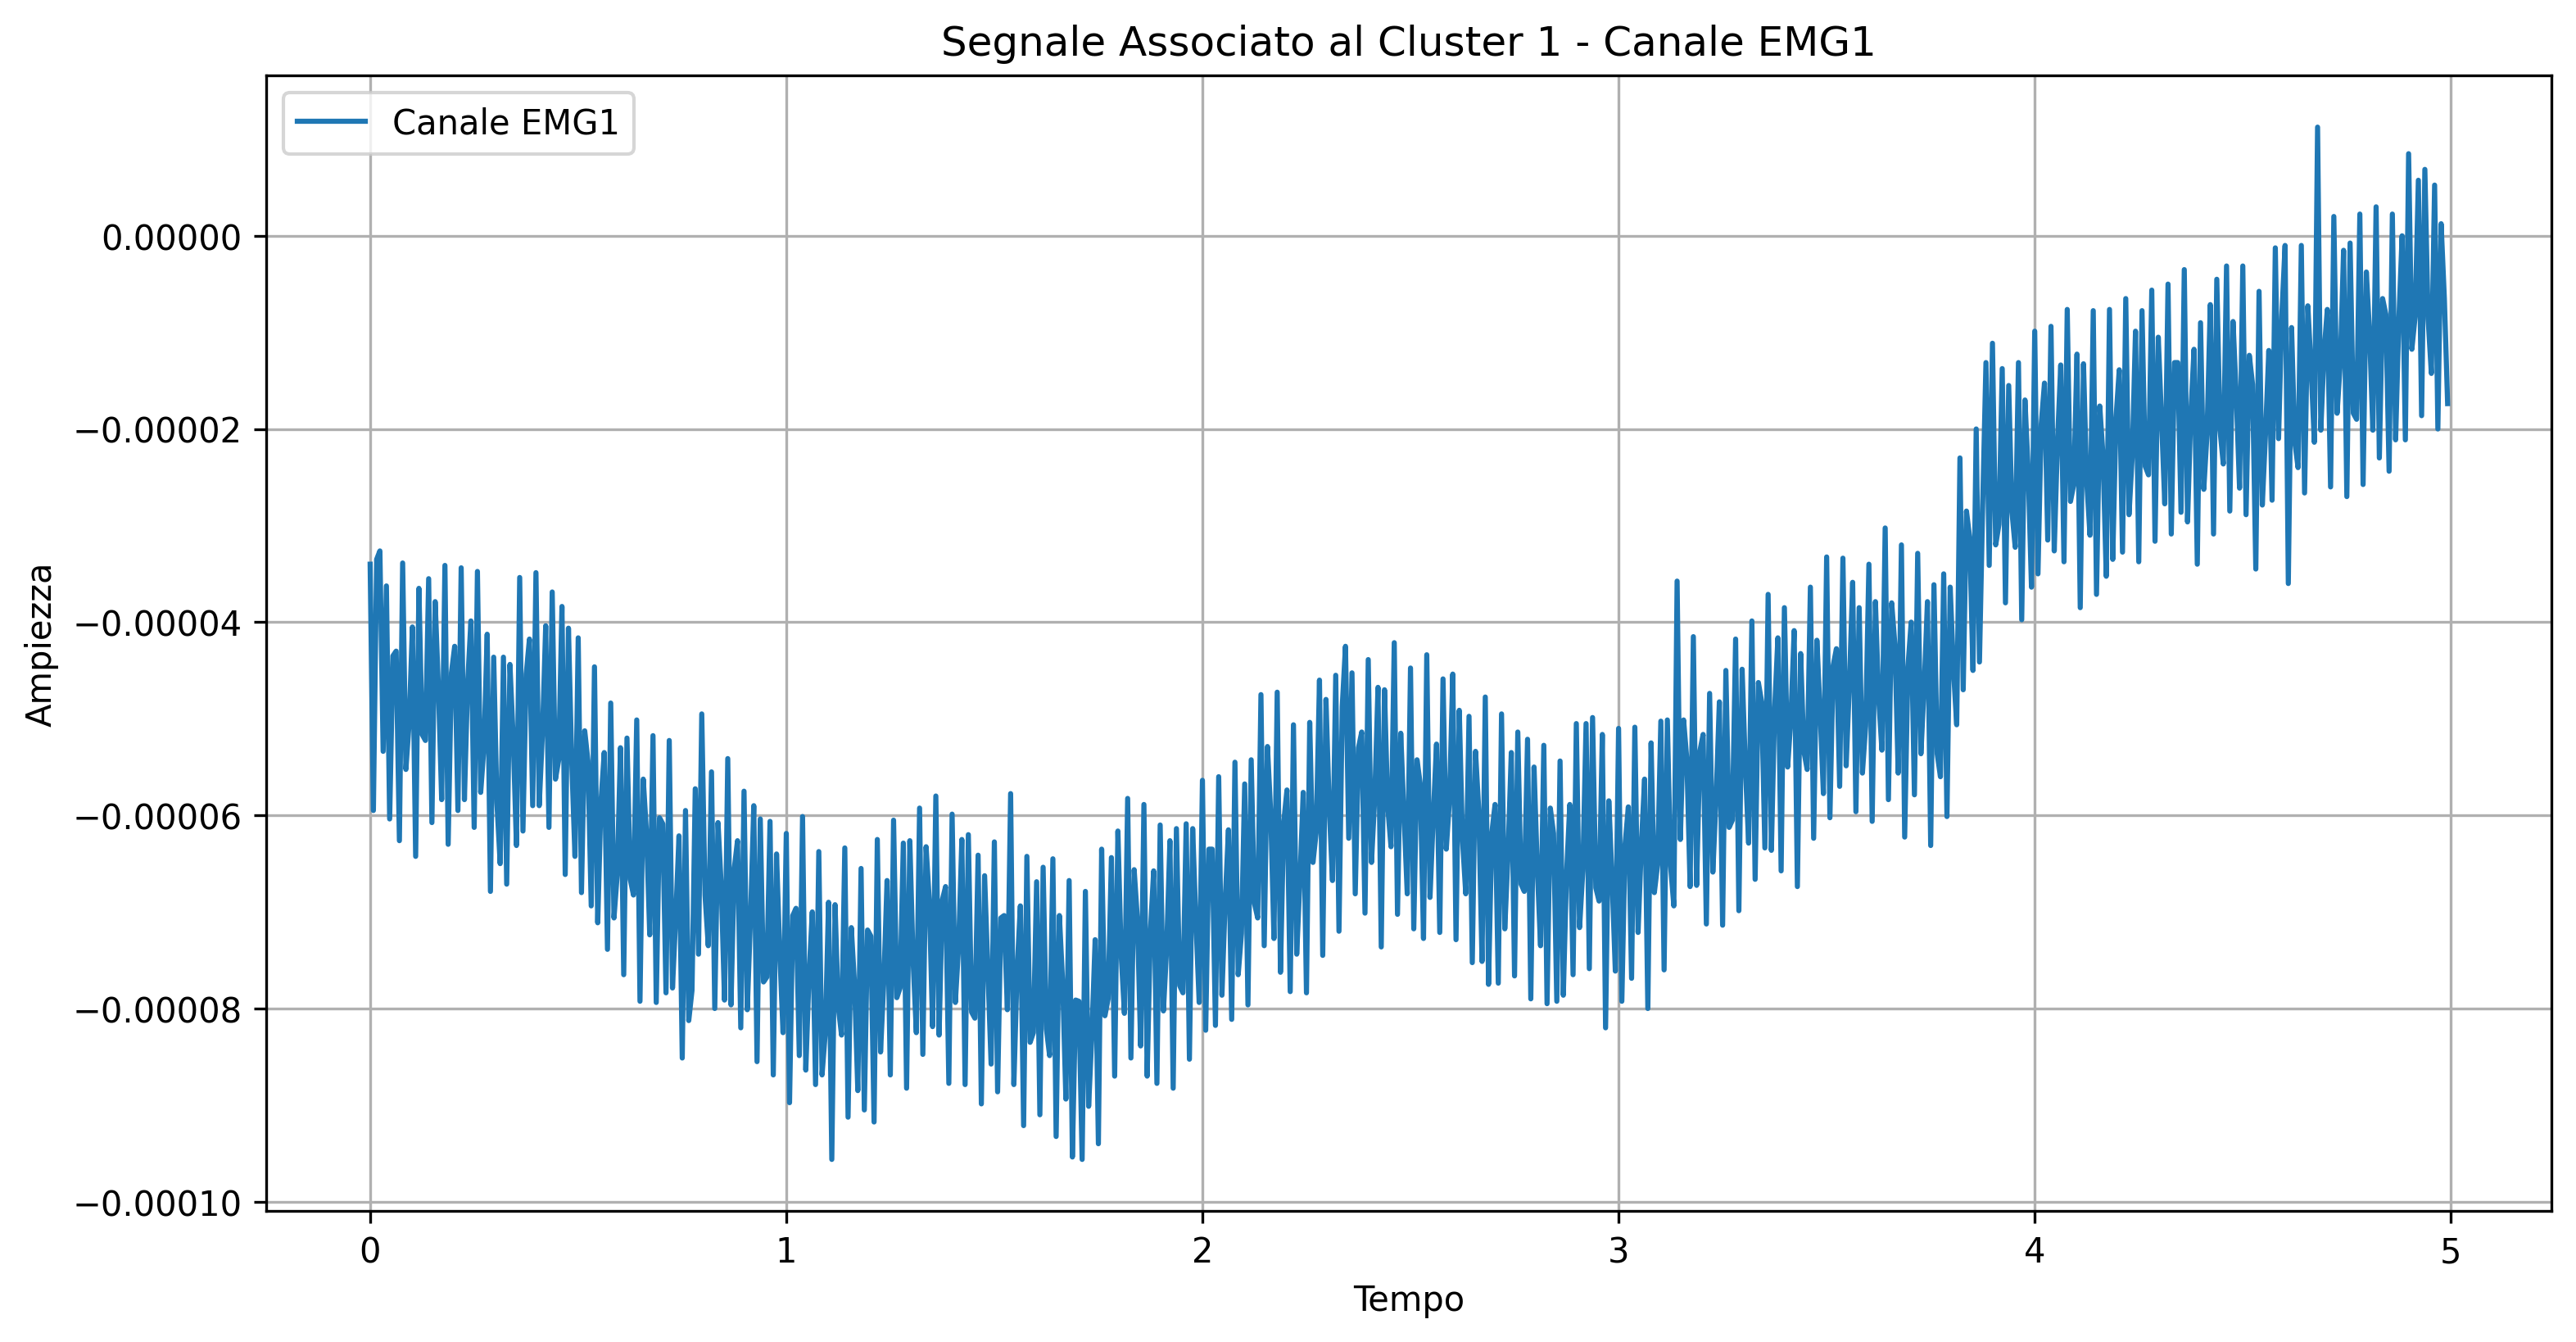 Segnale Associato al Cluster 1 - Canale EMG1
Canale EMG1
0.00000
−0.00002
−0.00004
−0.00006
−0.00008
−0.00010
Ampiezza
0 1 2 3 4 5
Tempo